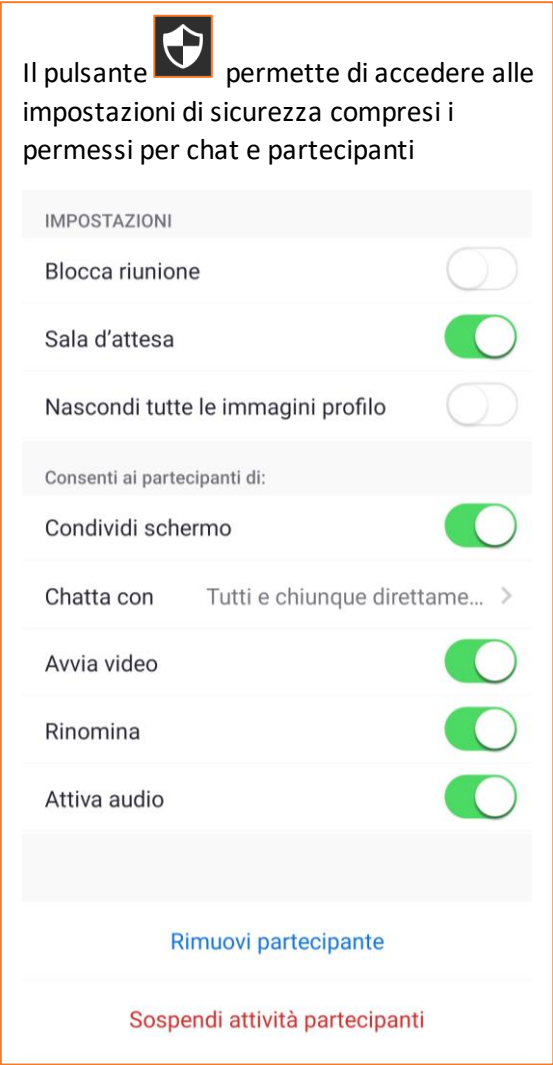 Il pulsante permette di accedere alle
impostazioni di sicurezza compresi i
permessi per chat e partecipanti
IMPOSTAZIONI
Blocca riunione
Sala d'attesa
Nascondi tutte le immagini profilo
Consenti ai partecipanti di:
Condividi schermo
Chatta con Tutti e chiunque direttame...
Avvia video
Rinomina
Attiva audio
Rimuovi partecipante
Sospendi attività partecipanti